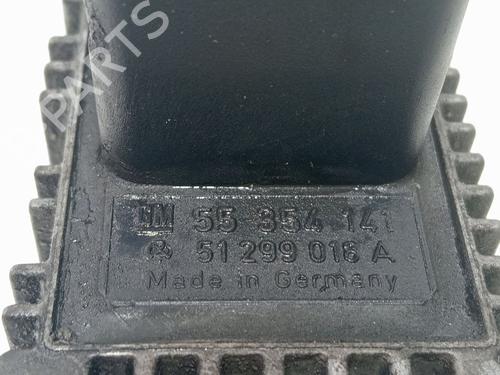 GM 55 354 141
51 299 016 A
Made in Germany
B-PARTS